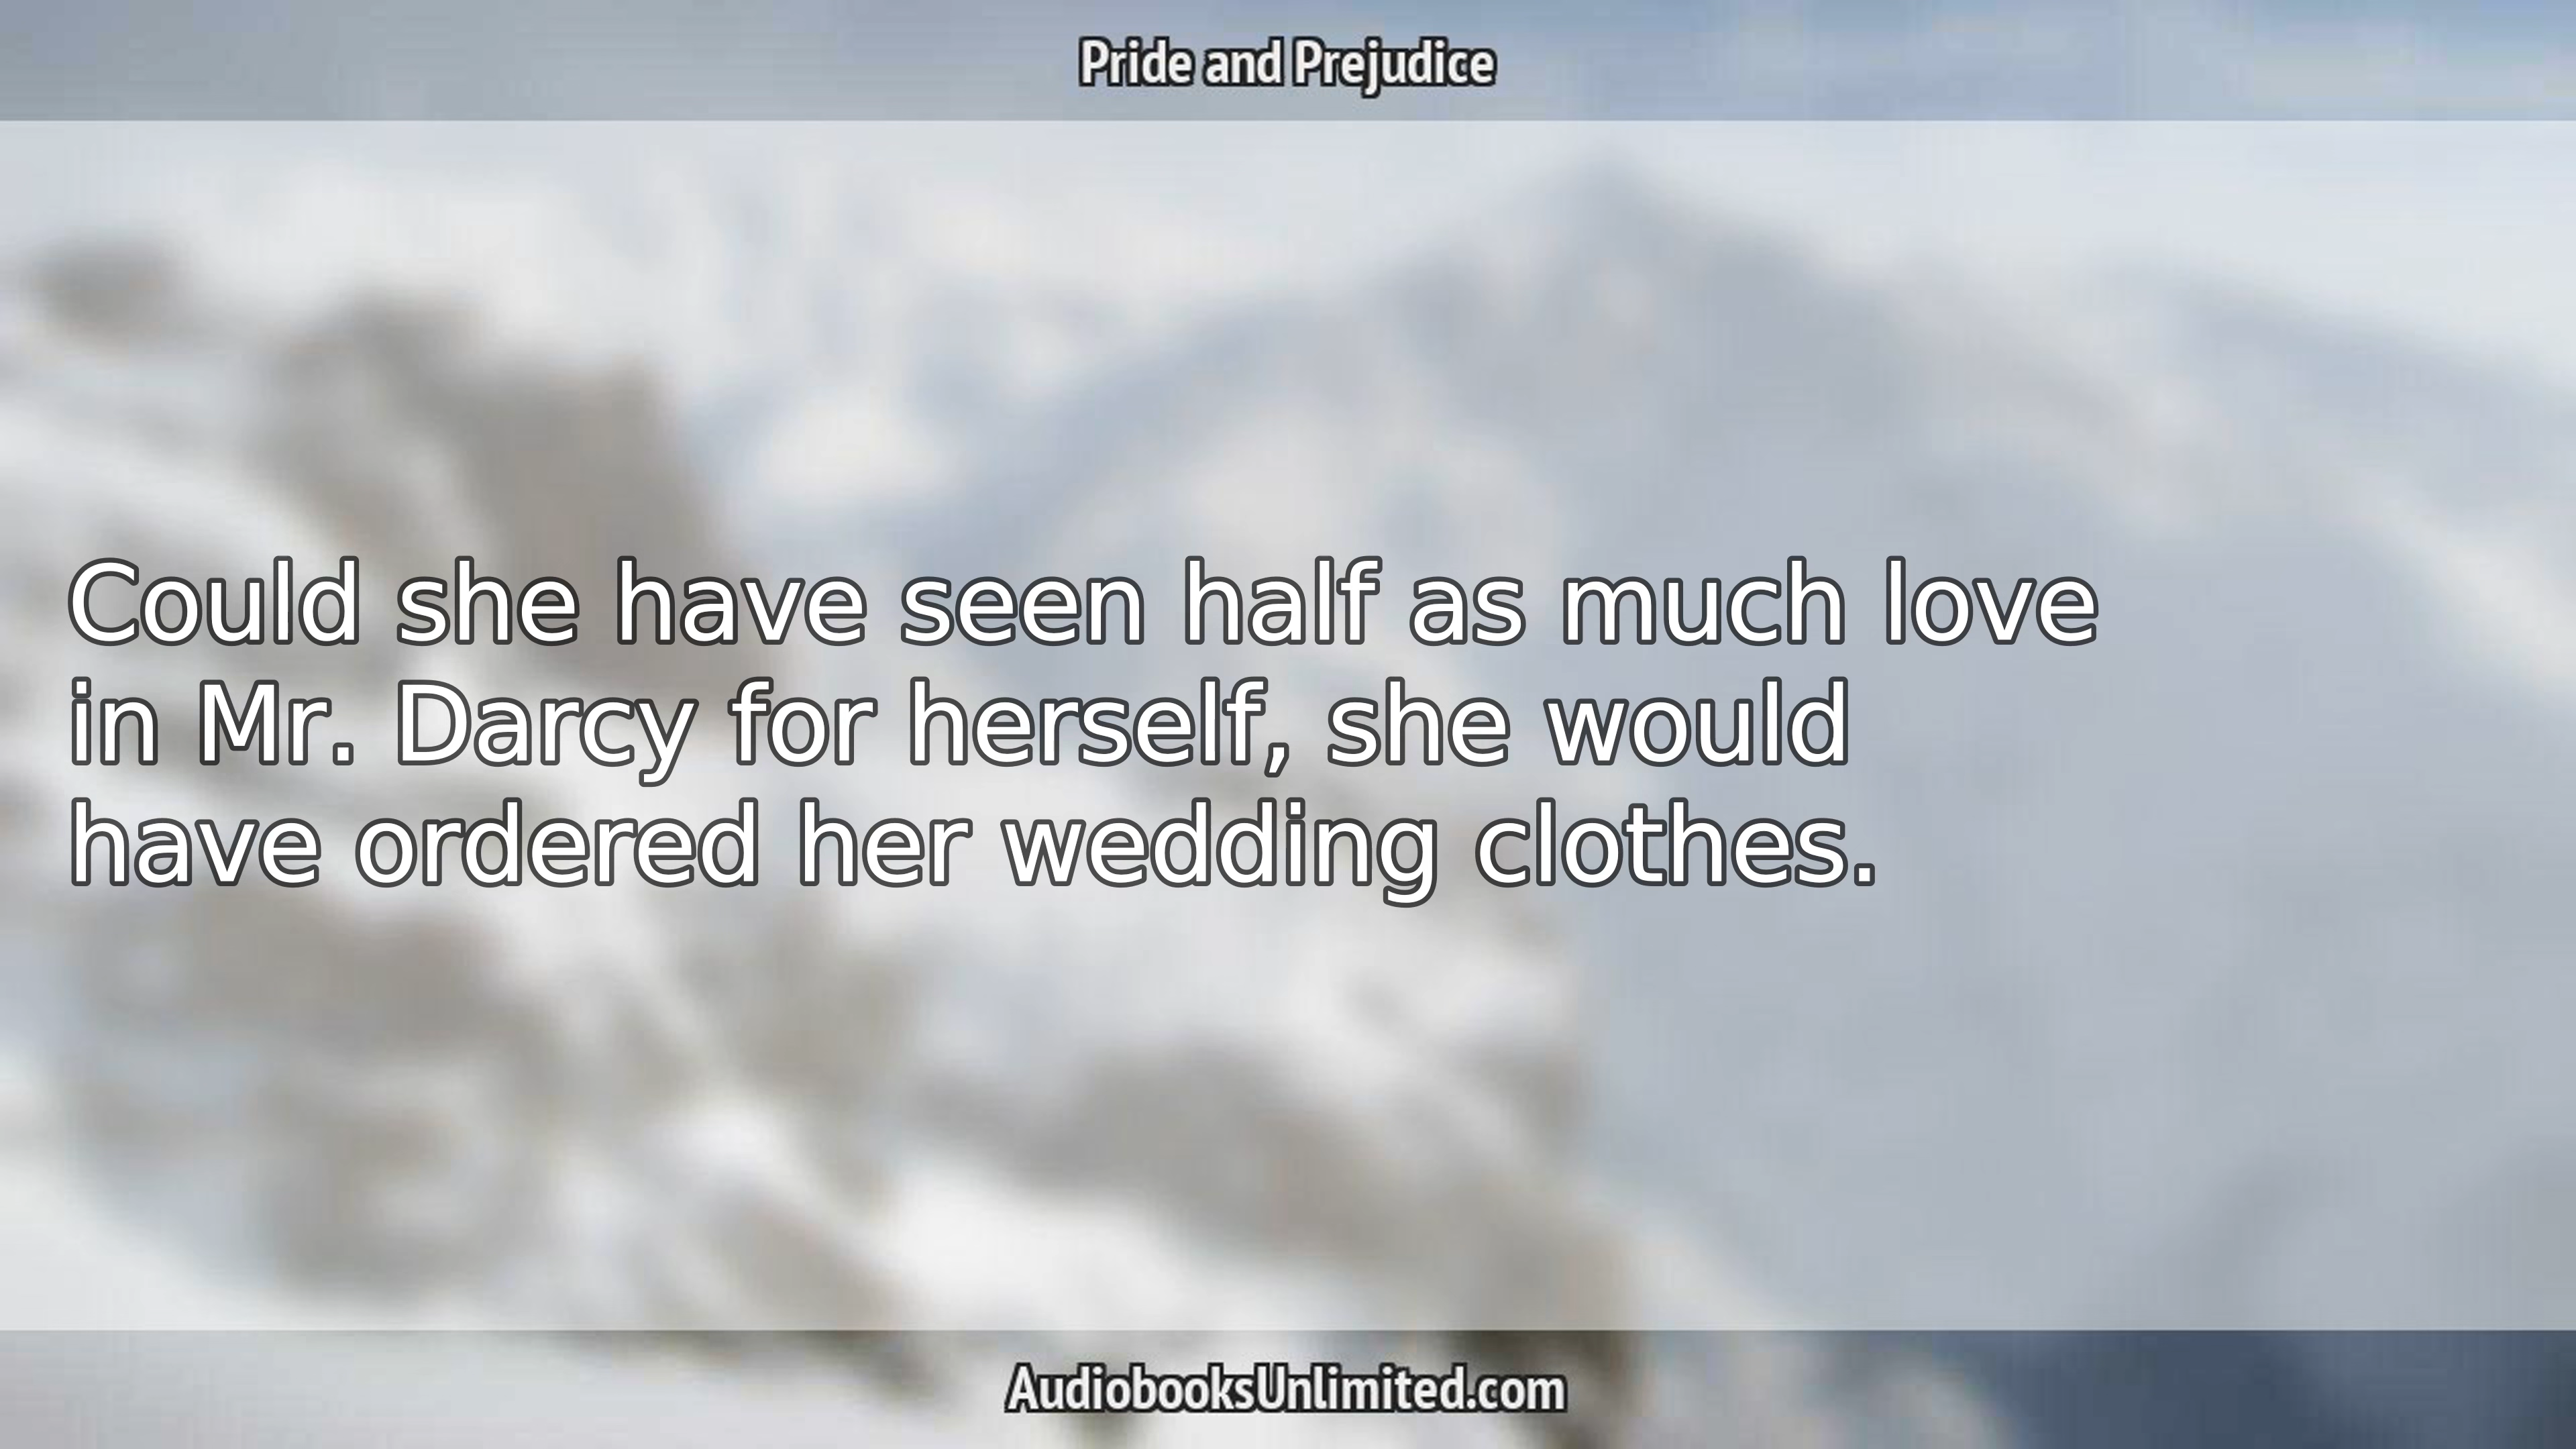 Pride and Prejudice
Could she have seen half as much love
in Mr. Darcy for herself, she would
have ordered her wedding clothes.
AudiobooksUnlimited.com